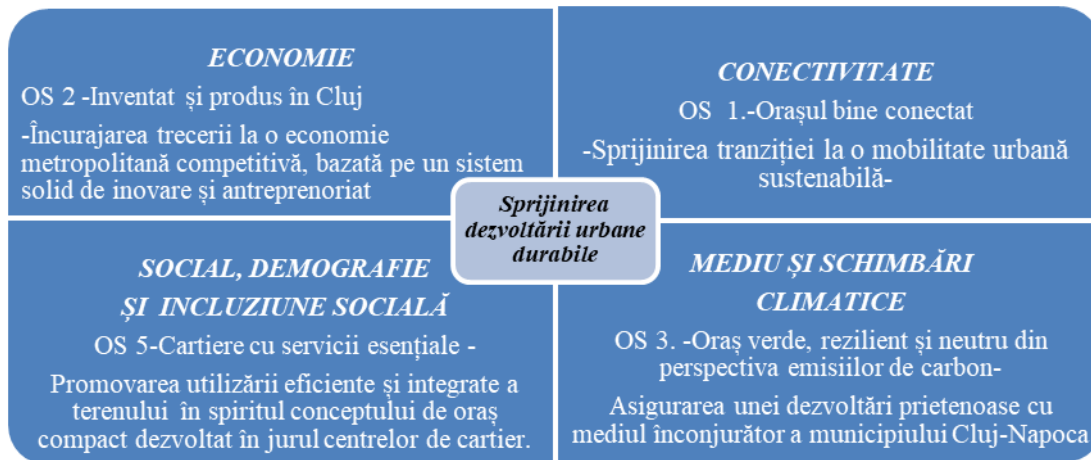 ECONOMIE
OS 2 -Inventat și produs în Cluj
-Încurajarea trecerii la o economie
metropolitană competitivă, bazată pe un sistem
solid de inovare și antreprenoriat
CONECTIVITATE
OS 1.-Orașul bine conectat
-Sprijinirea tranziției la o mobilitate urbană
sustenabilă-
Sprijinirea
dezvoltării urbane
durabile
SOCIAL, DEMOGRAFIE
ȘI INCLUZIUNE SOCIALĂ
OS 5-Cartiere cu servicii esențiale -
Promovarea utilizării eficiente și integrate a
terenului în spiritul conceptului de oraș
compact dezvoltat în jurul centrelor de cartier.
MEDIU ȘI SCHIMBĂRI
CLIMATICE
OS 3. -Oraș verde, rezilient și neutru din
perspectiva emisiilor de carbon-
Asigurarea unei dezvoltări prietenoase cu
mediul înconjurător a municipiului Cluj-Napoca